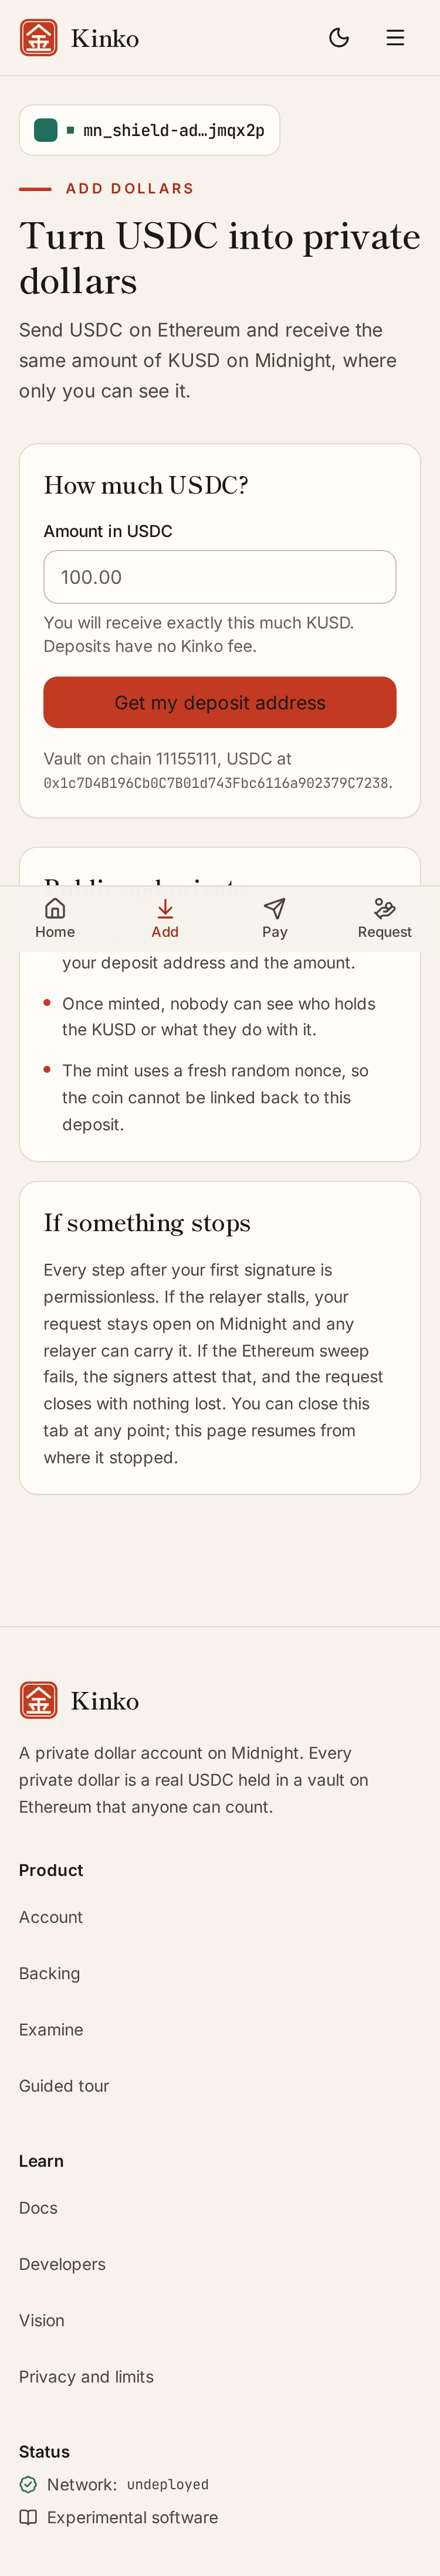 金 Kinko
mn_shield-ad…jmqx2p
ADD DOLLARS
Turn USDC into private
dollars
Send USDC on Ethereum and receive the
same amount of KUSD on Midnight, where
only you can see it.
How much USDC?
Amount in USDC
100.00
You will receive exactly this much KUSD.
Deposits have no Kinko fee.
Get my deposit address
Vault on chain 11155111, USDC at
0x1c7D4B196Cb0C7B01d743Fbc6116a902379C7238.
Public and private
Home Add Pay Request
your deposit address and the amount.
Once minted, nobody can see who holds
the KUSD or what they do with it.
The mint uses a fresh random nonce, so
the coin cannot be linked back to this
deposit.
If something stops
Every step after your first signature is
permissionless. If the relayer stalls, your
request stays open on Midnight and any
relayer can carry it. If the Ethereum sweep
fails, the signers attest that, and the request
closes with nothing lost. You can close this
tab at any point; this page resumes from
where it stopped.
金 Kinko
A private dollar account on Midnight. Every
private dollar is a real USDC held in a vault on
Ethereum that anyone can count.
Product
Account
Backing
Examine
Guided tour
Learn
Docs
Developers
Vision
Privacy and limits
Status
Network: undeployed
Experimental software